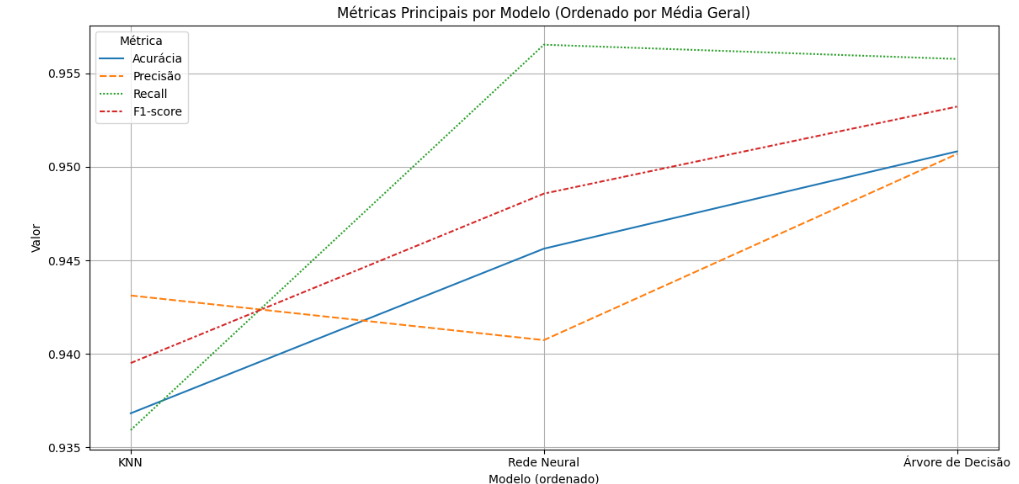 Métricas Principais por Modelo (Ordenado por Média Geral)
Métrica
Acurácia
Precisão
Recall
F1-score
0.955
0.950
0.945
0.940
0.935
Valor
KNN
Rede Neural
Árvore de Decisão
Modelo (ordenado)